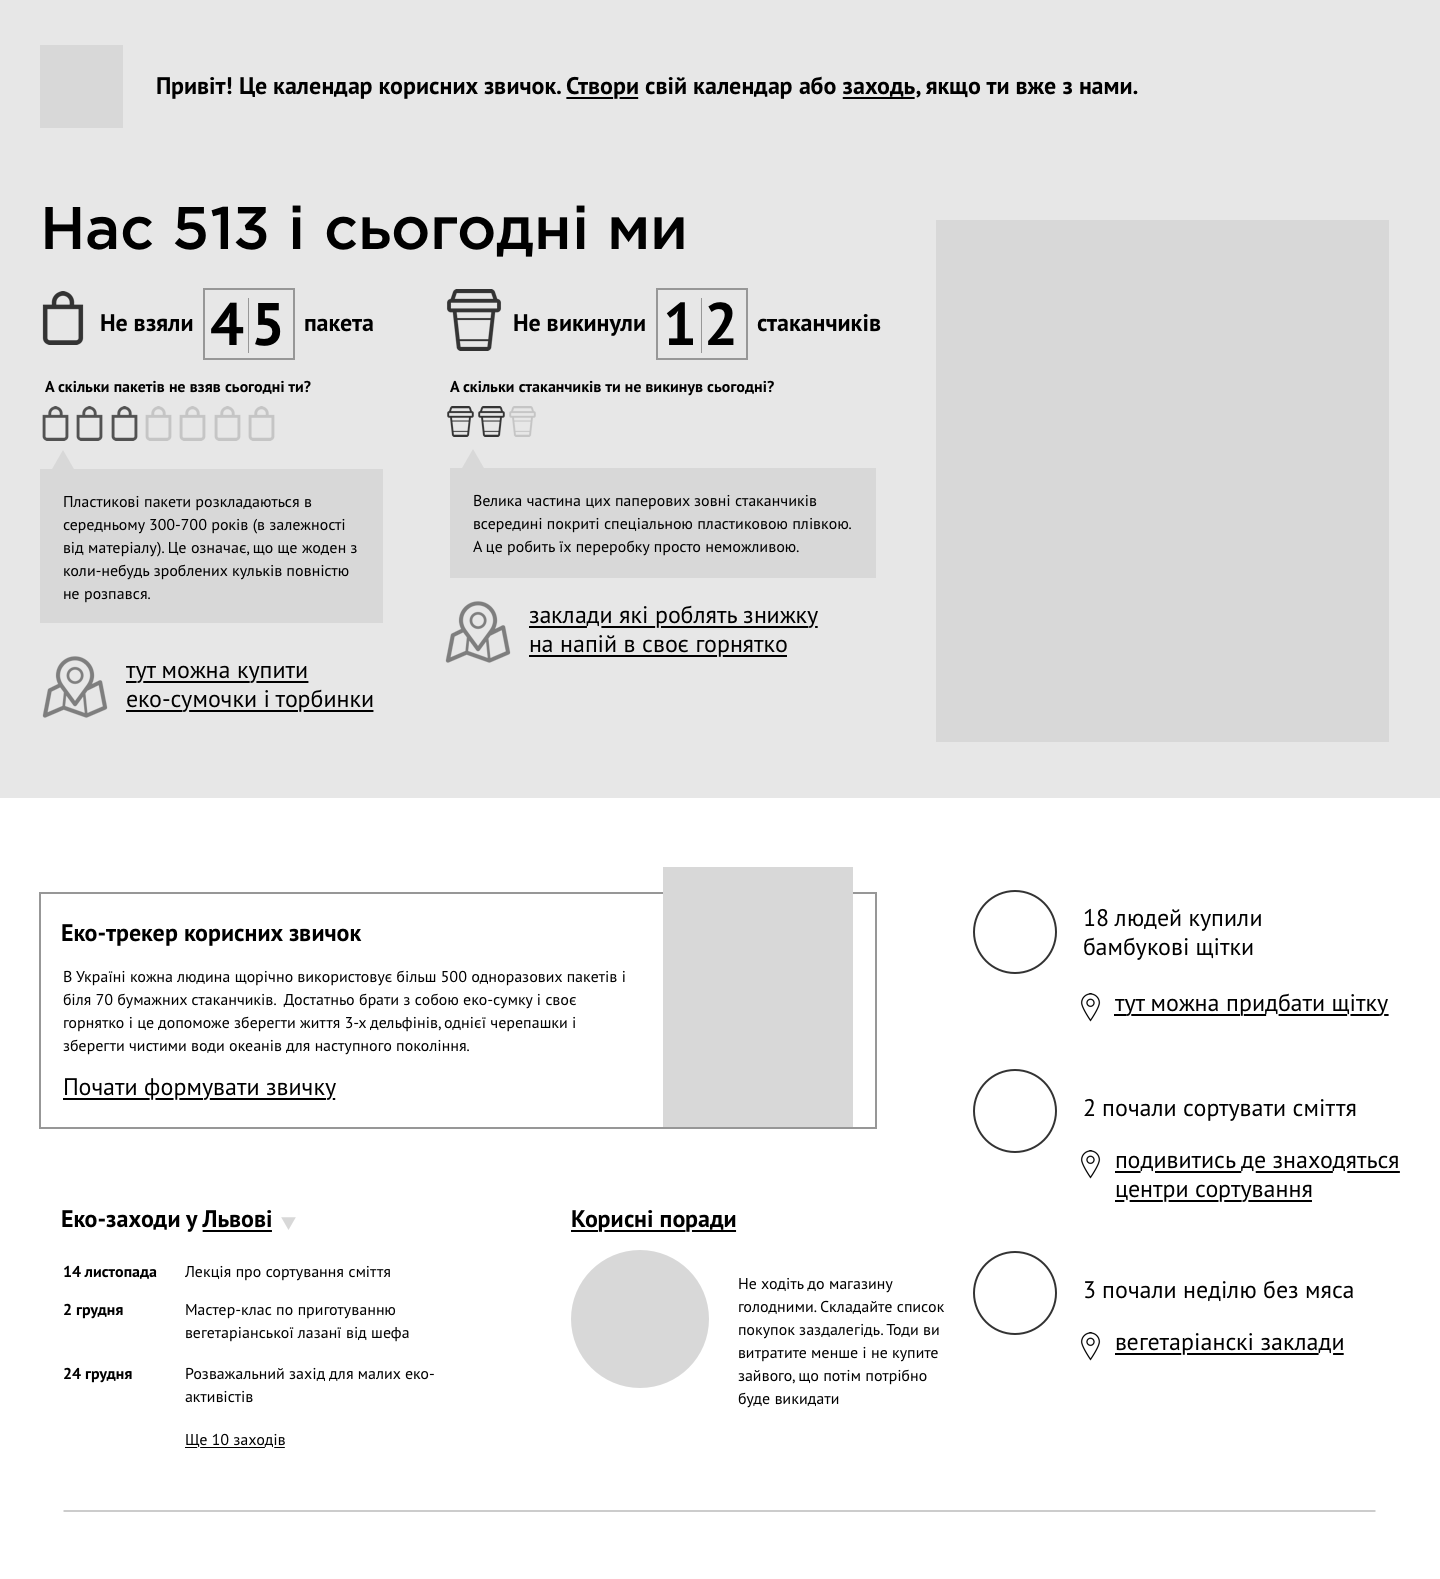 Привіт! Це календар корисних звичок. Створи свій календар або заходь, якщо ти вже з нами.
Нас 513 і сьогодні ми
Не взяли 45 пакета
А скільки пакетів не взяв сьогодні ти?
Пластикові пакети розкладаються в
середньому 300-700 років (в залежності
від матеріалу). Це означає, що ще жоден з
коли-небудь зроблених кульків повністю
не розпався.
тут можна купити
еко-сумочки і торбинки
Не викинули 12 стаканчиків
А скільки стаканчиків ти не викинув сьогодні?
Велика частина цих паперових зовні стаканчиків
всередині покриті спеціальною пластиковою плівкою.
А це робить їх переробку просто неможливою.
заклади які роблять знижку
на напій в своє горнятко
Еко-трекер корисних звичок
В Україні кожна людина щорічно використовує більш 500 одноразових пакетів і
біля 70 бумажних стаканчиків.  Достатньо брати з собою еко-сумку і своє
горнятко і це допоможе зберегти життя 3-х дельфінів, однієї черепашки і
зберегти чистими води океанів для наступного покоління.
Почати формувати звичку
18 людей купили
бамбукові щітки
тут можна придбати щітку
2 почали сортувати сміття
подивитись де знаходяться
центри сортування
3 почали неділю без мяса
вегетаріанскі заклади
Еко-заходи у Львові
14 листопада Лекція про сортування сміття
2 грудня Мастер-клас по приготуванню
вегетаріанської лазані від шефа
24 грудня Розважальний захід для малих еко-
активістів
Ще 10 заходів
Корисні поради
Не ходіть до магазину
голодними. Складайте список
покупок заздалегідь. Тоди ви
витратите менше і не купите
зайвого, що потім потрібно
буде викидати